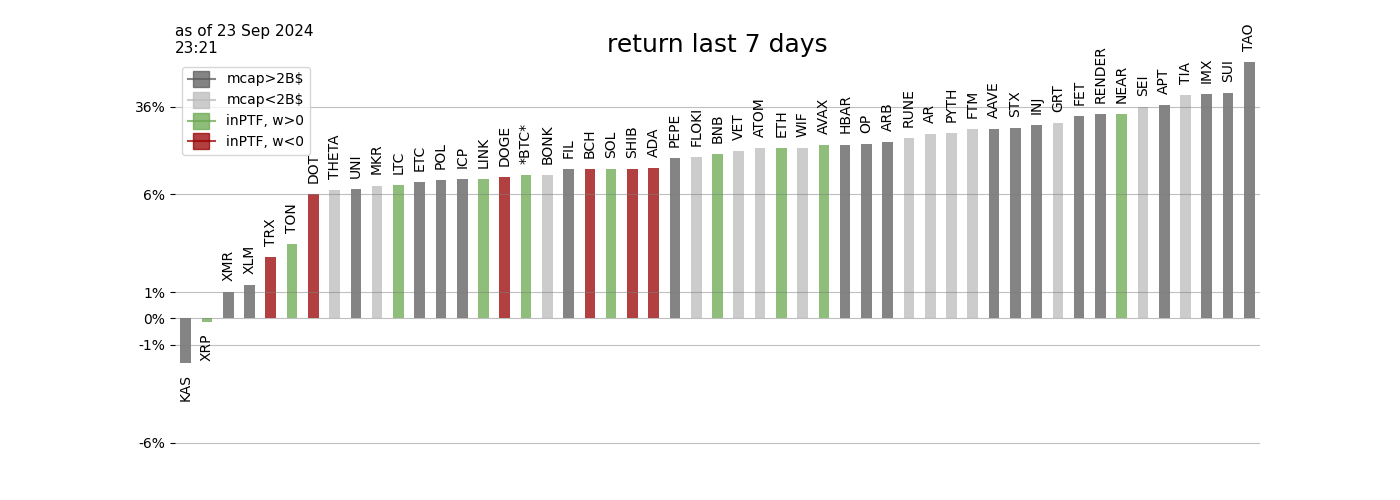 as of 23 Sep 2024
23:21
return last 7 days
mcap>2B$
mcap<2B$
inPTF, w>0
inPTF, w<0
36%
6%
1%
0%
-1%
-6%
KAS
XRP
XMR
XLM
TRX
TON
DOT
THETA
UNI
MKR
LTC
ETC
POL
ICP
LINK
DOGE
*BTC*
BONK
FIL
BCH
SOL
SHIB
ADA
PEPE
FLOKI
BNB
VET
ATOM
ETH
WIF
AVAX
HBAR
OP
ARB
RUNE
AR
PYTH
FTM
AAVE
STX
INJ
GRT
FET
RENDER
NEAR
SEI
APT
TIA
IMX
SUI
TAO